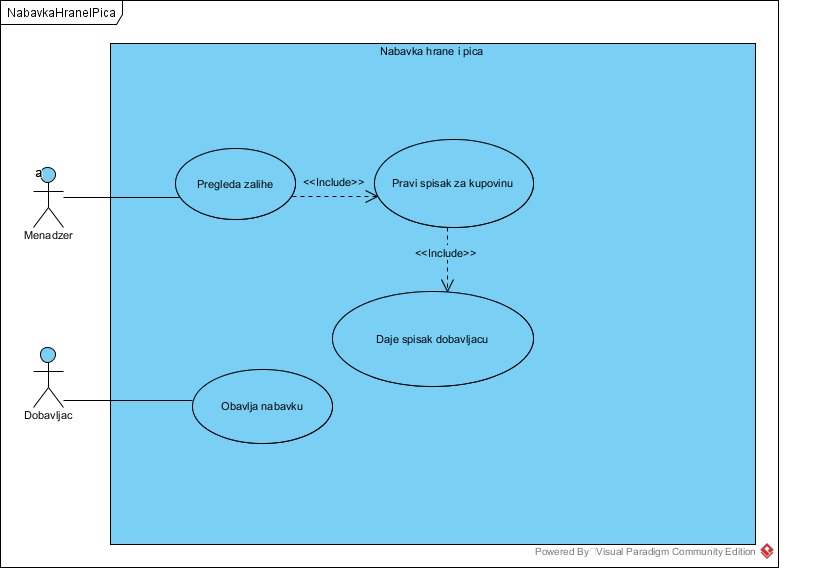 NabavkaHraneIPica
Nabavka hrane i pica
a
Pregleda zalihe
<<Include>>
Pravi spisak za kupovinu
Menadzer
<<Include>>
Daje spisak dobavljacu
Obavlja nabavku
Dobavljac
Powered By Visual Paradigm Community Edition